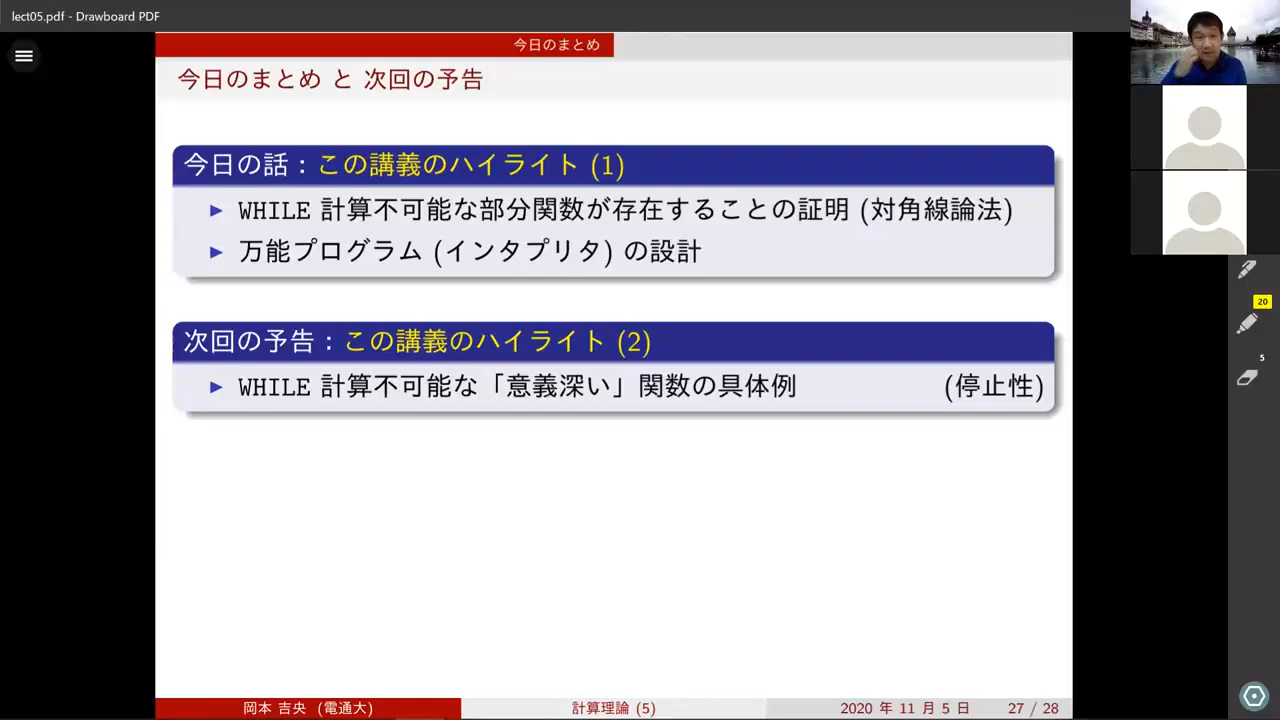 lect05.pdf - Drawboard PDF
今日のまとめ
今日のまとめ と 次回の予告
今日の話：この講義のハイライト (1)
▶ WHILE 計算不可能な部分関数が存在することの証明 (対角線論法)
▶ 万能プログラム (インタプリタ) の設計
次回の予告：この講義のハイライト (2)
▶ WHILE 計算不可能な「意義深い」関数の具体例 (停止性)
20
5
岡本 吉央 (電通大) 計算理論 (5) 2020 年 11 月 5 日 27 / 28